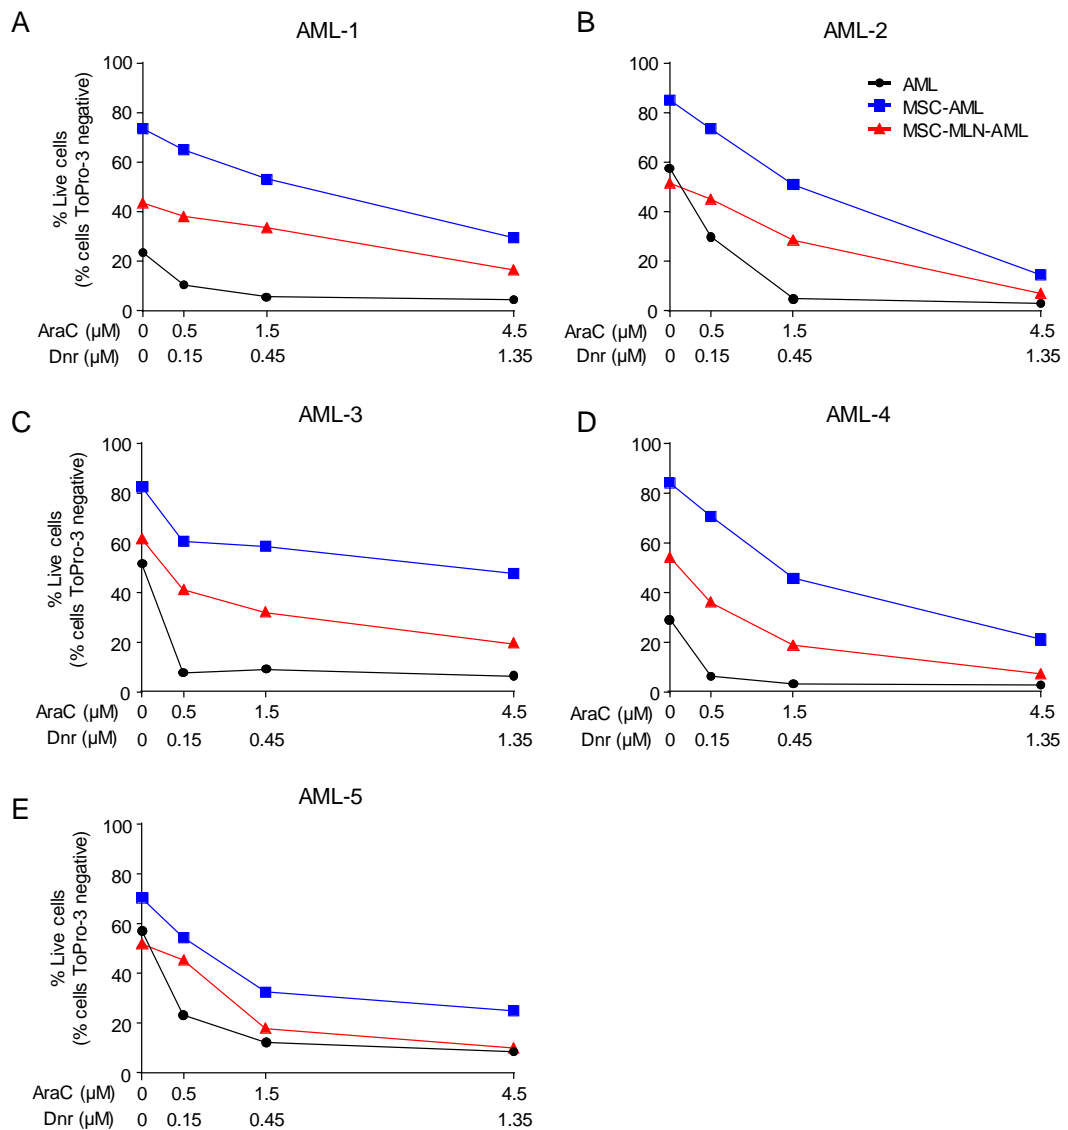 A
AML-1
% Live cells
(% cells ToPro-3 negative)
100
80
60
40
20
0
AraC (µM) 0 0.5 1.5 4.5
Dnr (µM) 0 0.15 0.45 1.35
B
AML-2
100
80
60
40
20
0
AML
MSC-AML
MSC-MLN-AML
AraC (µM) 0 0.5 1.5 4.5
Dnr (µM) 0 0.15 0.45 1.35
C
AML-3
% Live cells
(% cells ToPro-3 negative)
100
80
60
40
20
0
AraC (µM) 0 0.5 1.5 4.5
Dnr (µM) 0 0.15 0.45 1.35
D
AML-4
100
80
60
40
20
0
AraC (µM) 0 0.5 1.5 4.5
Dnr (µM) 0 0.15 0.45 1.35
E
AML-5
% Live cells
(% cells ToPro-3 negative)
100
80
60
40
20
0
AraC (µM) 0 0.5 1.5 4.5
Dnr (µM) 0 0.15 0.45 1.35